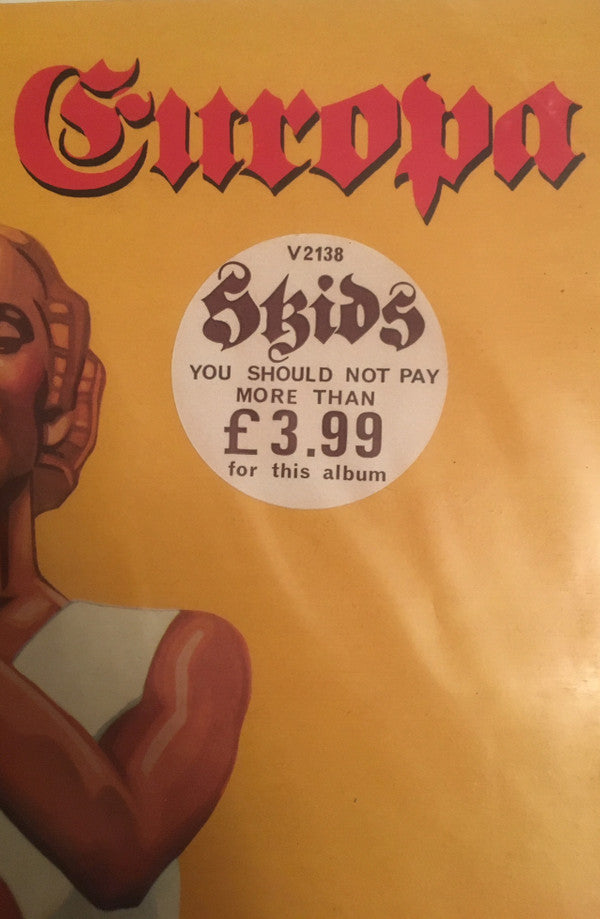 Europa
V2138
Skids
YOU SHOULD NOT PAY
MORE THAN
£3.99
for this album